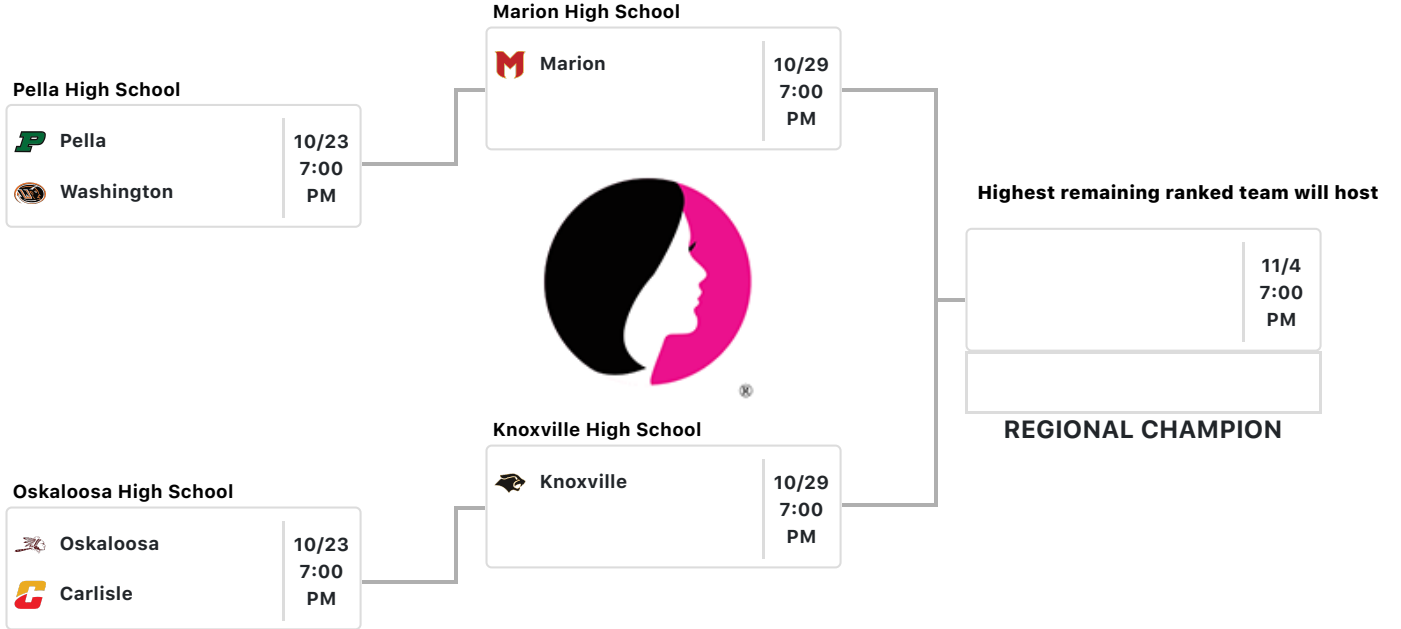 Marion High School
M
Marion
10/29
7:00
PM
Pella High School
P
Pella
Washington
10/23
7:00
PM
Highest remaining ranked team will host
11/4
7:00
PM
REGIONAL CHAMPION
®
Knoxville High School
Knoxville
10/29
7:00
PM
Oskaloosa High School
Oskaloosa
C
Carlisle
10/23
7:00
PM